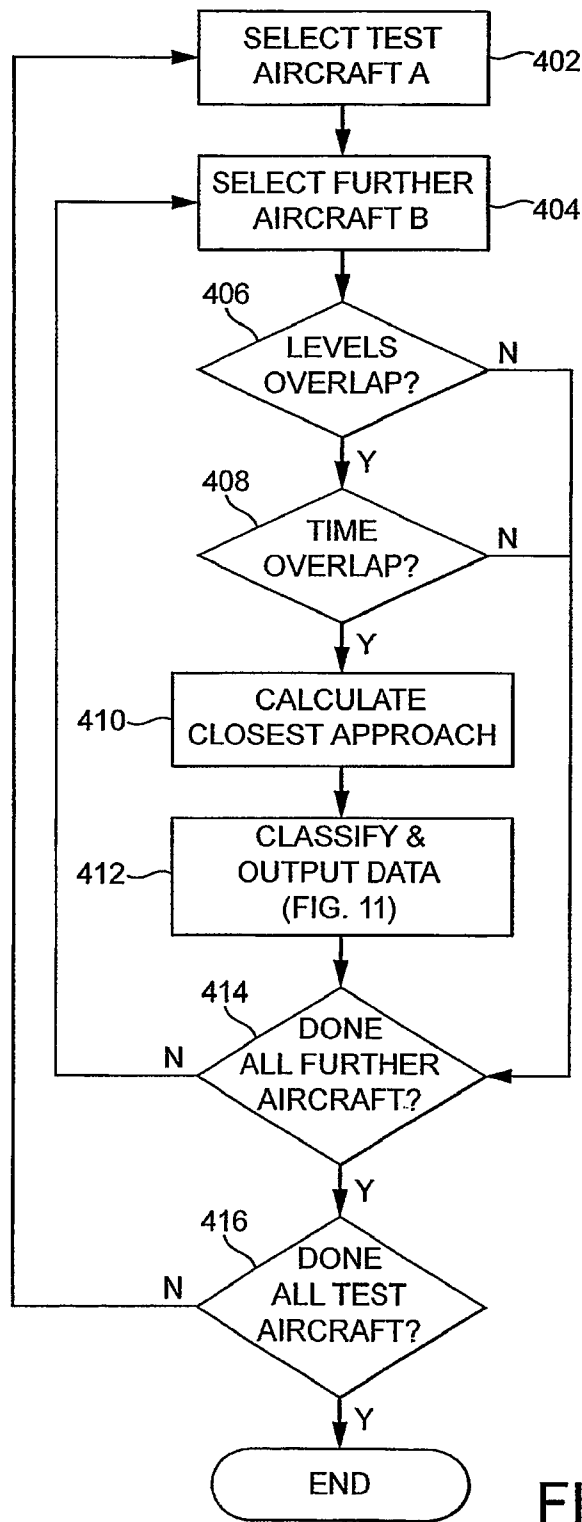 SELECT TEST
AIRCRAFT A
402
SELECT FURTHER
AIRCRAFT B
404
406
LEVELS
OVERLAP?
N
Y
408
TIME
OVERLAP?
N
Y
410
CALCULATE
CLOSEST APPROACH
412
CLASSIFY &
OUTPUT DATA
(FIG. 11)
414
DONE
ALL FURTHER
AIRCRAFT?
N
Y
416
DONE
ALL TEST
AIRCRAFT?
N
Y
END